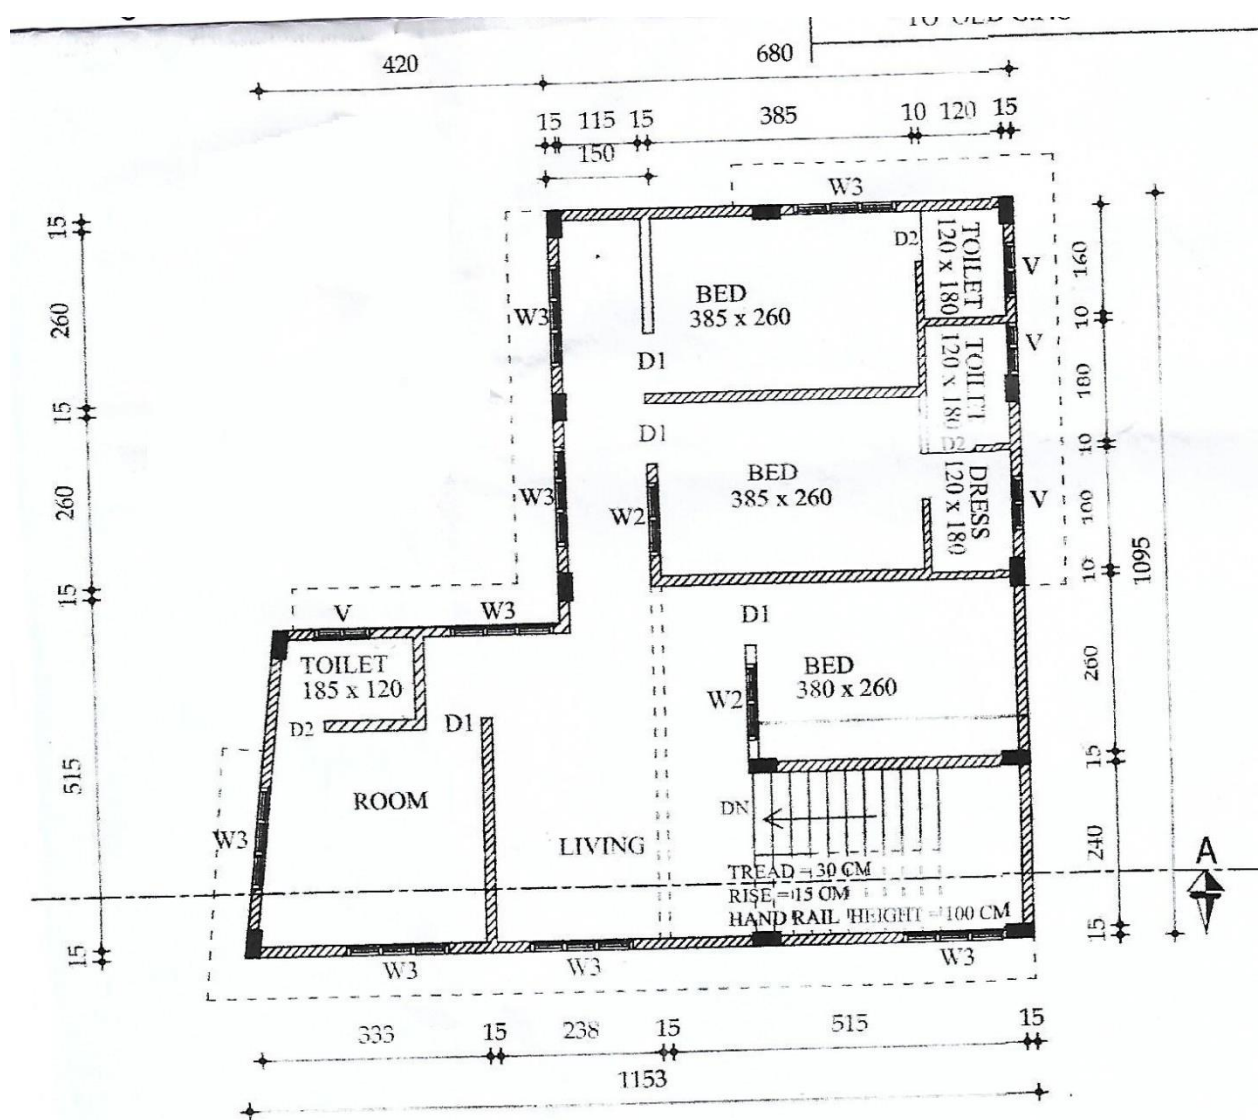 420
680
15 115 15 385 10 120 15
150
W3
15
260
15
260
15
515
15
D2
TOILET
120 x 180
V
BED
385 x 260
W3
D1
TOILET
120 x 180
V
D1
D2
BED
385 x 260
W3
W2
DRESS
120 x 180
V
160
10
180
10
100
10
260
15
240
15
1095
V
W3
D1
TOILET
185 x 120
BED
380 x 260
W2
D2
D1
ROOM
W3
LIVING
DN
TREAD = 30 CM
RISE = 15 CM
HAND RAIL HEIGHT = 100 CM
A
W3
W3
W3
333 15 238 15 515 15
1153